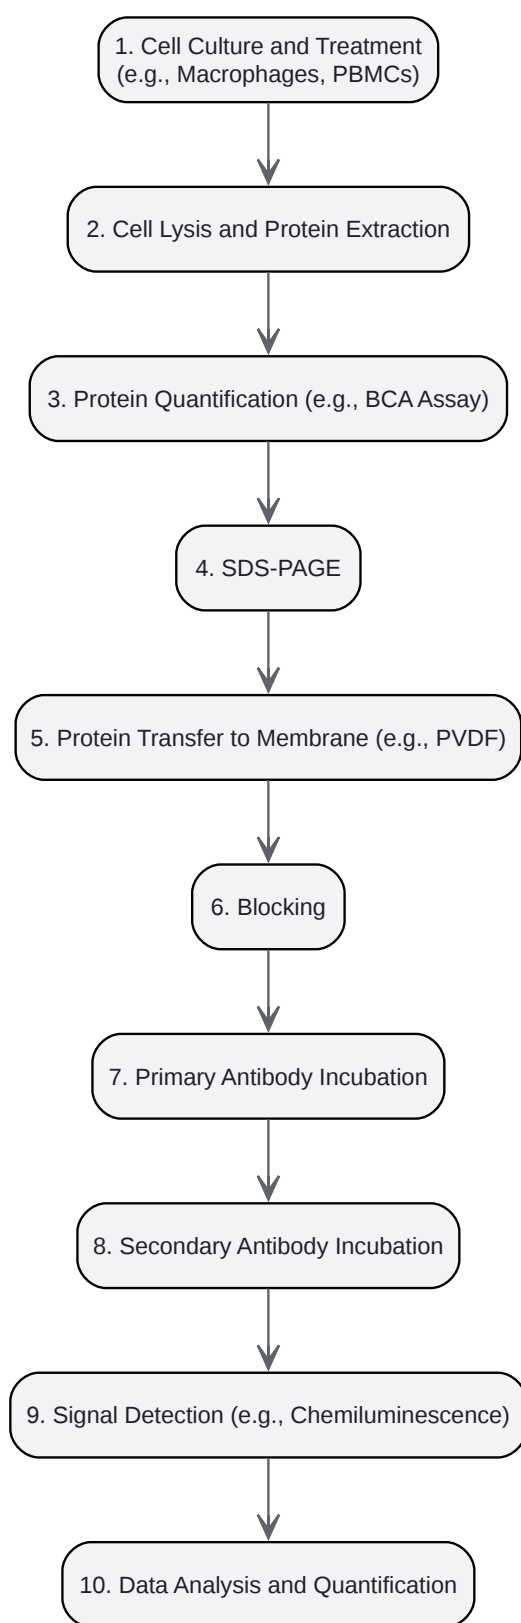 1. Cell Culture and Treatment
(e.g., Macrophages, PBMCs)
2. Cell Lysis and Protein Extraction
3. Protein Quantification (e.g., BCA Assay)
4. SDS-PAGE
5. Protein Transfer to Membrane (e.g., PVDF)
6. Blocking
7. Primary Antibody Incubation
8. Secondary Antibody Incubation
9. Signal Detection (e.g., Chemiluminescence)
10. Data Analysis and Quantification